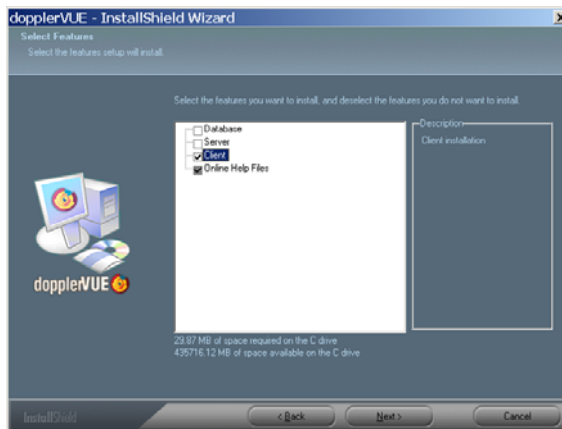 dopplerVUE - InstallShield Wizard
Select Features
Select the features setup will install.
Select the features you want to install, and deselect the features you do not want to install.
Database
Server
Client
Online Help Files
Description
Client installation
dopplerVUE
29.87 MB of space required on the C drive
435716.12 MB of space available on the C drive
InstallShield
< Back
Next >
Cancel